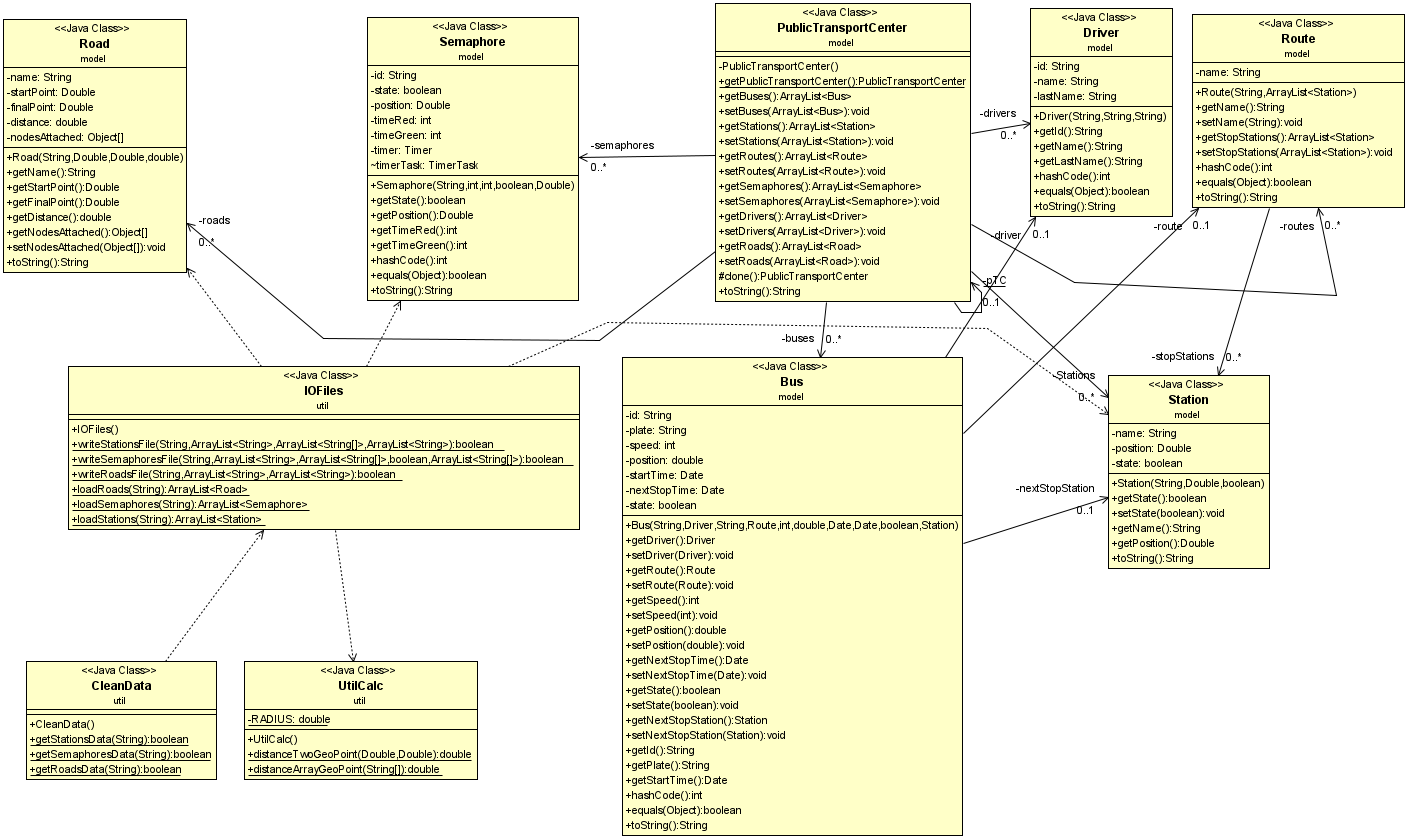 <<Java Class>>
Road
model
-name: String
-startPoint: Double
-finalPoint: Double
-distance: double
-nodesAttached: Object[]
+Road(String,Double,Double,double)
+getName():String
+getStartPoint():Double
+getFinalPoint():Double
+getDistance():double
+getNodesAttached():Object[]
+setNodesAttached(Object[]):void
+toString():String
<<Java Class>>
Semaphore
model
-id: String
-state: boolean
-position: Double
-timeRed: int
-timeGreen: int
-timer: Timer
~timerTask: TimerTask
+Semaphore(String,int,int,boolean,Double)
+getState():boolean
+getPosition():Double
+getTimeRed():int
+getTimeGreen():int
+hashCode():int
+equals(Object):boolean
+toString():String
<<Java Class>>
PublicTransportCenter
model
-PublicTransportCenter()
+getPublicTransportCenter():PublicTransportCenter
+getBuses():ArrayList<Bus>
+setBuses(ArrayList<Bus>):void
+getStations():ArrayList<Station>
+setStations(ArrayList<Station>):void
+getRoutes():ArrayList<Route>
+setRoutes(ArrayList<Route>):void
+getSemaphores():ArrayList<Semaphore>
+setSemaphores(ArrayList<Semaphore>):void
+getDrivers():ArrayList<Driver>
+setDrivers(ArrayList<Driver>):void
+getRoads():ArrayList<Road>
+setRoads(ArrayList<Road>):void
#clone():PublicTransportCenter
+toString():String
<<Java Class>>
Driver
model
-id: String
-name: String
-lastName: String
+Driver(String,String,String)
+getId():String
+getName():String
+getLastName():String
+hashCode():int
+equals(Object):boolean
+toString():String
<<Java Class>>
Route
model
-name: String
+Route(String,ArrayList<Station>)
+getName():String
+setName(String):void
+getStopStations():ArrayList<Station>
+setStopStations(ArrayList<Station>):void
+hashCode():int
+equals(Object):boolean
+toString():String
-semaphores
0..*
-drivers
0..*
-roads
0..*
-driver
0..1
-route
0..1
-routes
0..*
-pTC
0..1
-buses
0..*
-Stations
0..*
-stopStations
0..*
-nextStopStation
0..1
<<Java Class>>
IOFiles
util
+IOFiles()
+writeStationsFile(String,ArrayList<String>,ArrayList<String[]>,ArrayList<String>):boolean
+writeSemaphoresFile(String,ArrayList<String>,ArrayList<String[]>,boolean,ArrayList<String[]>):boolean
+writeRoadsFile(String,ArrayList<String>,ArrayList<String>):boolean
+loadRoads(String):ArrayList<Road>
+loadSemaphores(String):ArrayList<Semaphore>
+loadStations(String):ArrayList<Station>
<<Java Class>>
Bus
model
-id: String
-plate: String
-speed: int
-position: double
-startTime: Date
-nextStopTime: Date
-state: boolean
+Bus(String,Driver,String,Route,int,double,Date,Date,boolean,Station)
+getDriver():Driver
+setDriver(Driver):void
+getRoute():Route
+setRoute(Route):void
+getSpeed():int
+setSpeed(int):void
+getPosition():double
+setPosition(double):void
+getNextStopTime():Date
+setNextStopTime(Date):void
+getState():boolean
+setState(boolean):void
+getNextStopStation():Station
+setNextStopStation(Station):void
+getId():String
+getPlate():String
+getStartTime():Date
+hashCode():int
+equals(Object):boolean
+toString():String
<<Java Class>>
Station
model
-name: String
-position: Double
-state: boolean
+Station(String,Double,boolean)
+getState():boolean
+setState(boolean):void
+getName():String
+getPosition():Double
+toString():String
<<Java Class>>
CleanData
util
+CleanData()
+getStationsData(String):boolean
+getSemaphoresData(String):boolean
+getRoadsData(String):boolean
<<Java Class>>
UtilCalc
util
-RADIUS: double
+UtilCalc()
+distanceTwoGeoPoint(Double,Double):double
+distanceArrayGeoPoint(String[]):double